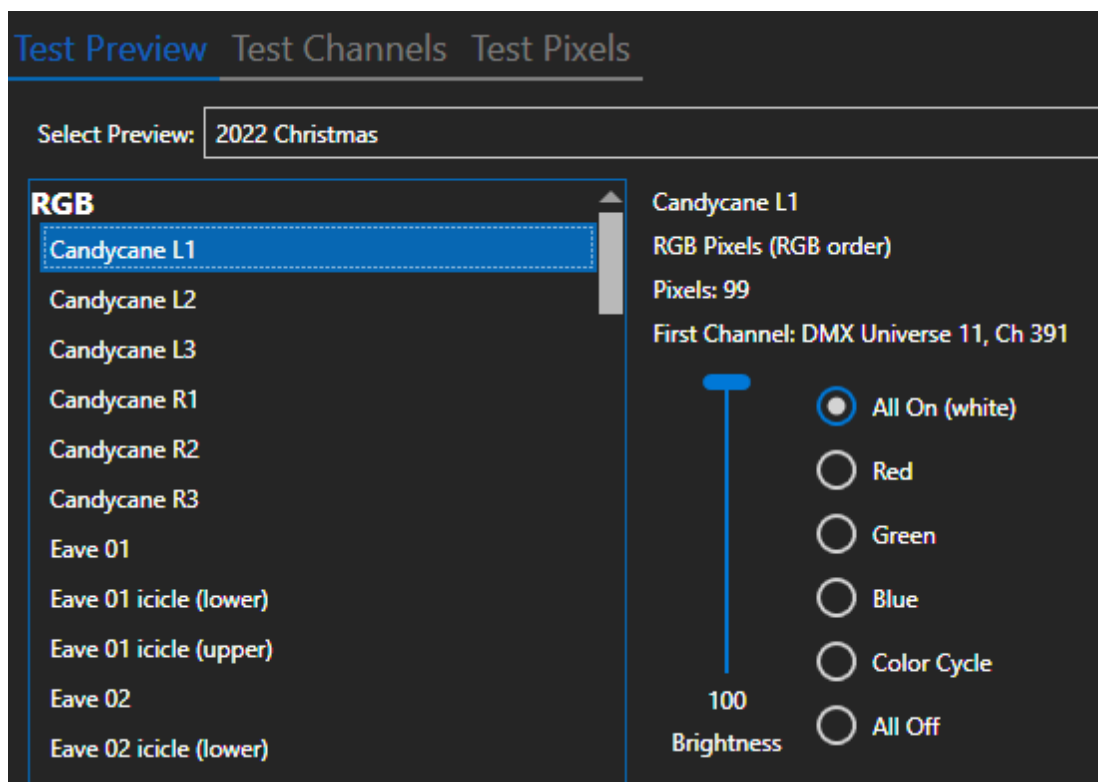 Test Preview Test Channels Test Pixels
Select Preview: 2022 Christmas
RGB
Candycane L1
Candycane L2
Candycane L3
Candycane R1
Candycane R2
Candycane R3
Eave 01
Eave 01 icicle (lower)
Eave 01 icicle (upper)
Eave 02
Eave 02 icicle (lower)
Candycane L1
RGB Pixels (RGB order)
Pixels: 99
First Channel: DMX Universe 11, Ch 391
100
Brightness
All On (white)
Red
Green
Blue
Color Cycle
All Off